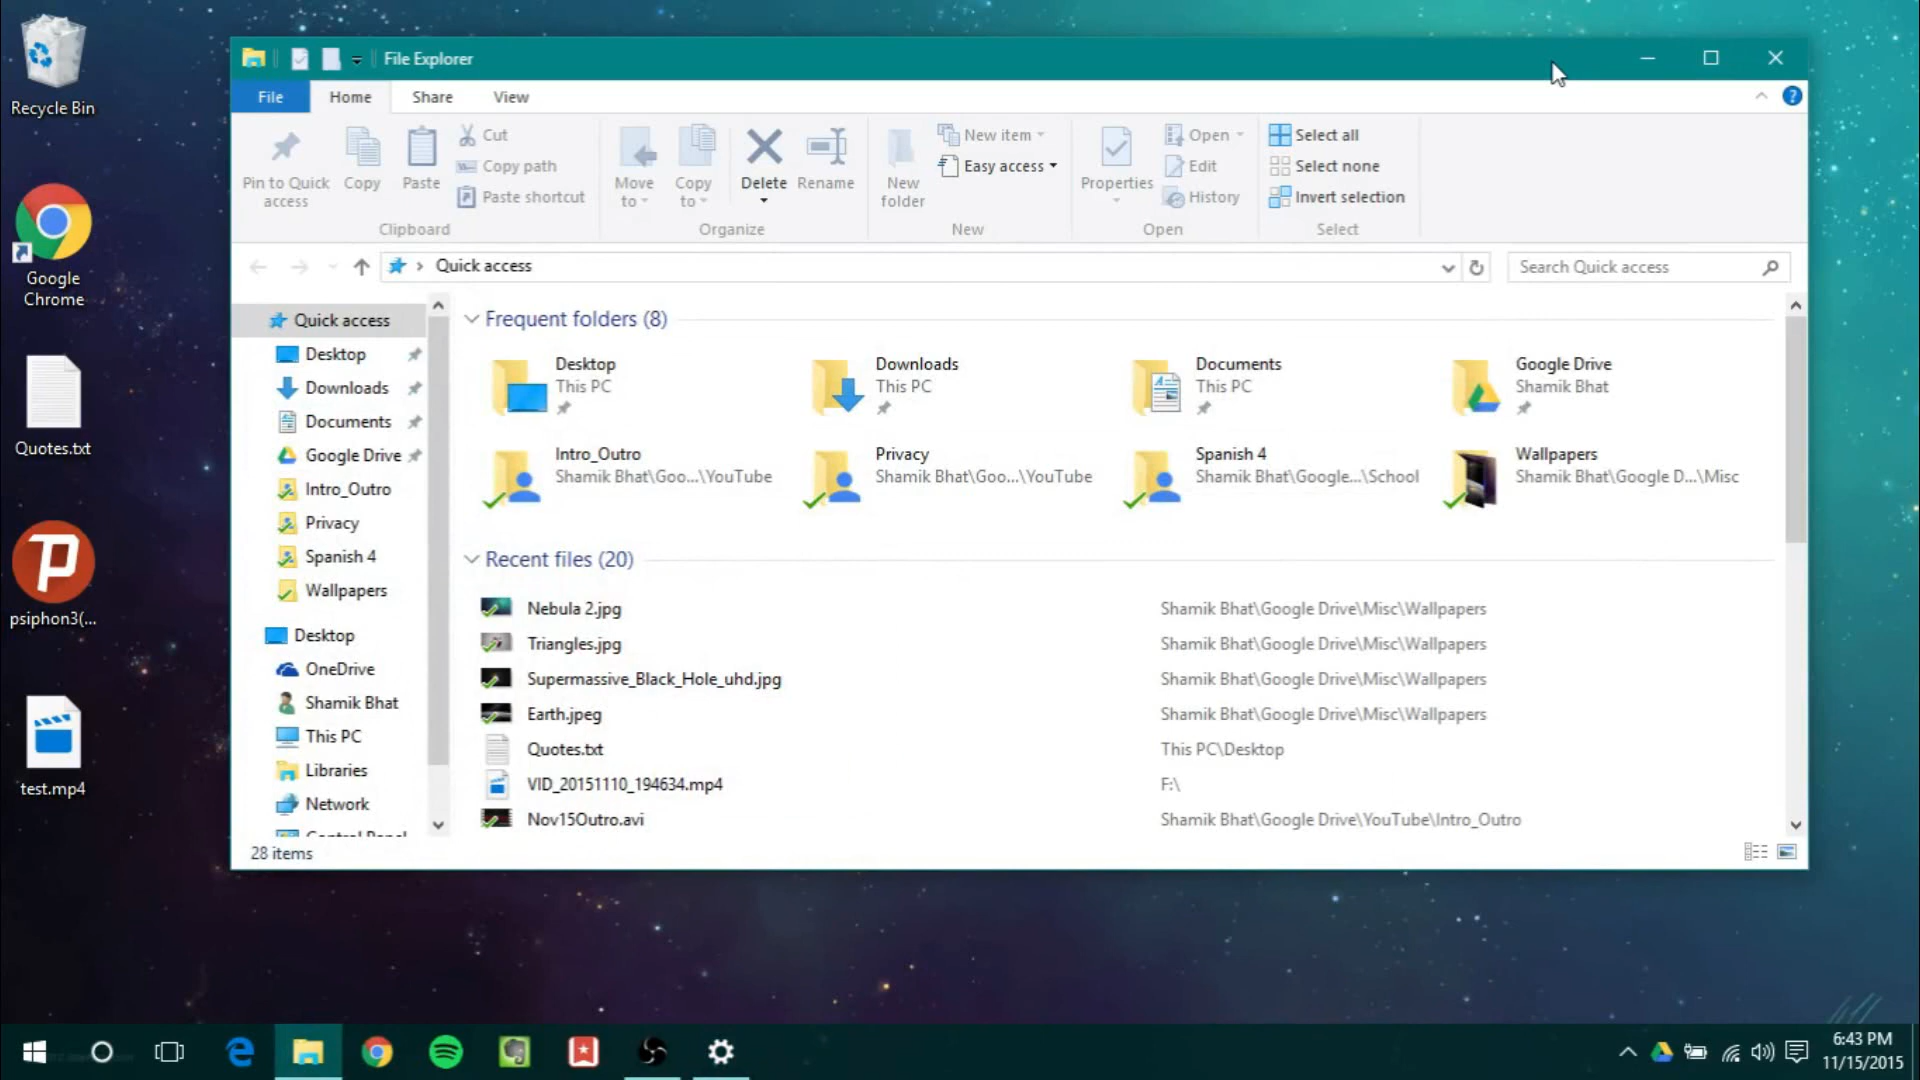 Recycle Bin
Google
Chrome
Quotes.txt
psiphon3(...
test.mp4
File Explorer
File Home Share View
Pin to Quick
access
Copy
Paste
Cut
Copy path
Paste shortcut
Clipboard
Move
to
Copy
to
Delete
Rename
Organize
New
folder
New item
Easy access
New
Properties
Open
Edit
History
Open
Select all
Select none
Invert selection
Select
Quick access
Search Quick access
Quick access
Desktop
Downloads
Documents
Google Drive
Intro_Outro
Privacy
Spanish 4
Wallpapers
Desktop
OneDrive
Shamik Bhat
This PC
Libraries
Network
Control Panel
Frequent folders (8)
Desktop
This PC
Downloads
This PC
Documents
This PC
Google Drive
Shamik Bhat
Intro_Outro
Shamik Bhat\Goo...\YouTube
Privacy
Shamik Bhat\Goo...\YouTube
Spanish 4
Shamik Bhat\Google...\School
Wallpapers
Shamik Bhat\Google D...\Misc
Recent files (20)
Nebula 2.jpg Shamik Bhat\Google Drive\Misc\Wallpapers
Triangles.jpg Shamik Bhat\Google Drive\Misc\Wallpapers
Supermassive_Black_Hole_uhd.jpg Shamik Bhat\Google Drive\Misc\Wallpapers
Earth.jpeg Shamik Bhat\Google Drive\Misc\Wallpapers
Quotes.txt This PC\Desktop
VID_20151110_194634.mp4 F:\
Nov15Outro.avi Shamik Bhat\Google Drive\YouTube\Intro_Outro
28 items
6:43 PM
11/15/2015